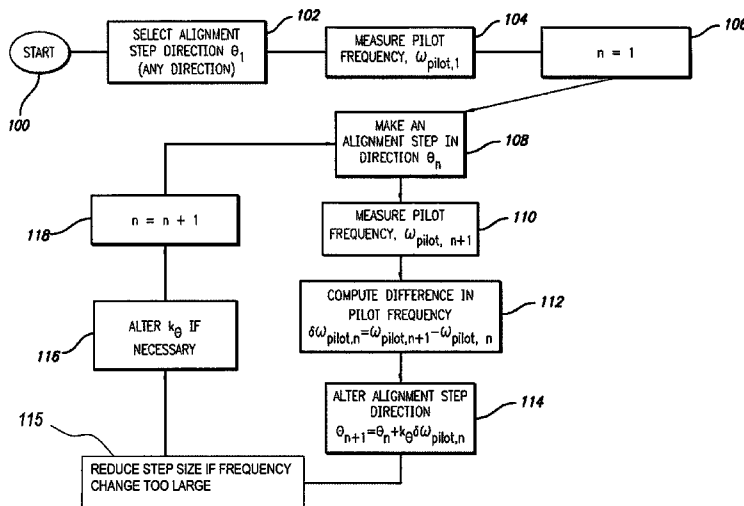 START
100
SELECT ALIGNMENT
STEP DIRECTION θ1
(ANY DIRECTION)
102
MEASURE PILOT
FREQUENCY, ωpilot,1
104
n = 1
106
MAKE AN
ALIGNMENT STEP IN
DIRECTION θn
108
MEASURE PILOT
FREQUENCY, ωpilot, n+1
110
COMPUTE DIFFERENCE IN
PILOT FREQUENCY
δωpilot,n=ωpilot,n+1−ωpilot, n
112
ALTER ALIGNMENT STEP
DIRECTION
θn+1=θn+kθδωpilot,n
114
115
REDUCE STEP SIZE IF FREQUENCY
CHANGE TOO LARGE
ALTER kθ IF
NECESSARY
116
n = n + 1
118